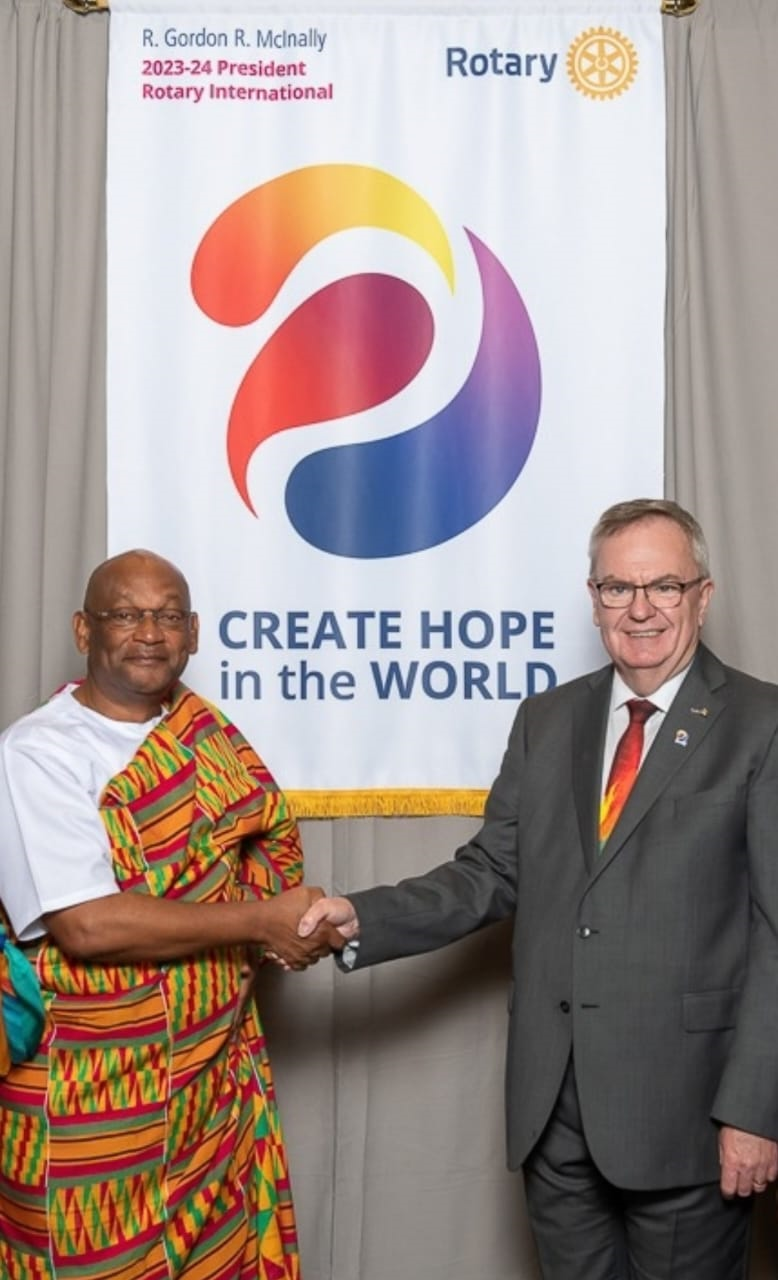 R. Gordon R. McInally
2023-24 President
Rotary International
Rotary
CREATE HOPE
in the WORLD